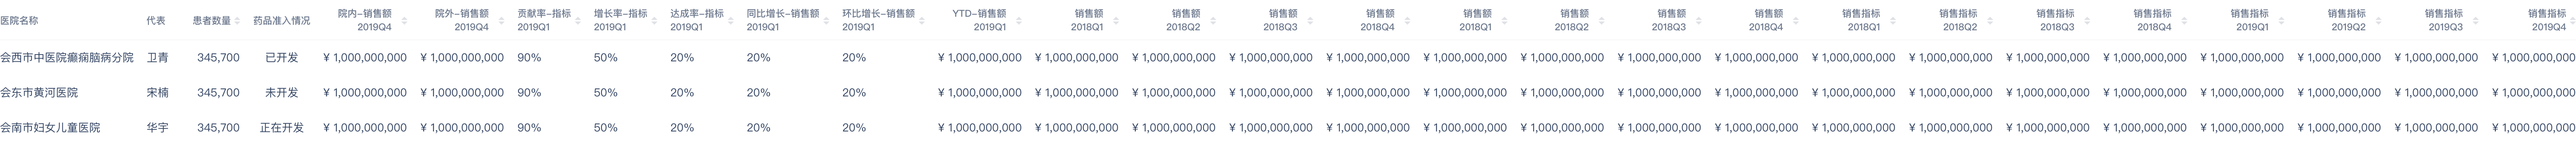 医院名称 代表 患者数量 药品准入情况 院内-销售额 院外-销售额 贡献率-指标 增长率-指标 达成率-指标 同比增长-销售额 环比增长-销售额 YTD-销售额 销售额 销售额 销售额 销售额 销售额 销售额 销售额 销售额 销售指标 销售指标 销售指标 销售指标 销售指标 销售指标 销售指标 销售指标
2019Q4 2019Q4 2019Q1 2019Q1 2019Q1 2019Q1 2019Q1 2019Q1 2018Q1 2018Q2 2018Q3 2018Q4 2018Q1 2018Q2 2018Q3 2018Q4 2018Q1 2018Q2 2018Q3 2018Q4 2019Q1 2019Q2 2019Q3 2019Q4
会西市中医院癫痫脑病分院 卫青 345,700 已开发 ¥ 1,000,000,000 ¥ 1,000,000,000 90% 50% 20% 20% 20% ¥ 1,000,000,000 ¥ 1,000,000,000 ¥ 1,000,000,000 ¥ 1,000,000,000 ¥ 1,000,000,000 ¥ 1,000,000,000 ¥ 1,000,000,000 ¥ 1,000,000,000 ¥ 1,000,000,000 ¥ 1,000,000,000 ¥ 1,000,000,000 ¥ 1,000,000,000 ¥ 1,000,000,000 ¥ 1,000,000,000 ¥ 1,000,000,000 ¥ 1,000,000,000 ¥ 1,000,000,000
会东市黄河医院 宋楠 345,700 未开发 ¥ 1,000,000,000 ¥ 1,000,000,000 90% 50% 20% 20% 20% ¥ 1,000,000,000 ¥ 1,000,000,000 ¥ 1,000,000,000 ¥ 1,000,000,000 ¥ 1,000,000,000 ¥ 1,000,000,000 ¥ 1,000,000,000 ¥ 1,000,000,000 ¥ 1,000,000,000 ¥ 1,000,000,000 ¥ 1,000,000,000 ¥ 1,000,000,000 ¥ 1,000,000,000 ¥ 1,000,000,000 ¥ 1,000,000,000 ¥ 1,000,000,000 ¥ 1,000,000,000
会南市妇女儿童医院 华宇 345,700 正在开发 ¥ 1,000,000,000 ¥ 1,000,000,000 90% 50% 20% 20% 20% ¥ 1,000,000,000 ¥ 1,000,000,000 ¥ 1,000,000,000 ¥ 1,000,000,000 ¥ 1,000,000,000 ¥ 1,000,000,000 ¥ 1,000,000,000 ¥ 1,000,000,000 ¥ 1,000,000,000 ¥ 1,000,000,000 ¥ 1,000,000,000 ¥ 1,000,000,000 ¥ 1,000,000,000 ¥ 1,000,000,000 ¥ 1,000,000,000 ¥ 1,000,000,000 ¥ 1,000,000,000